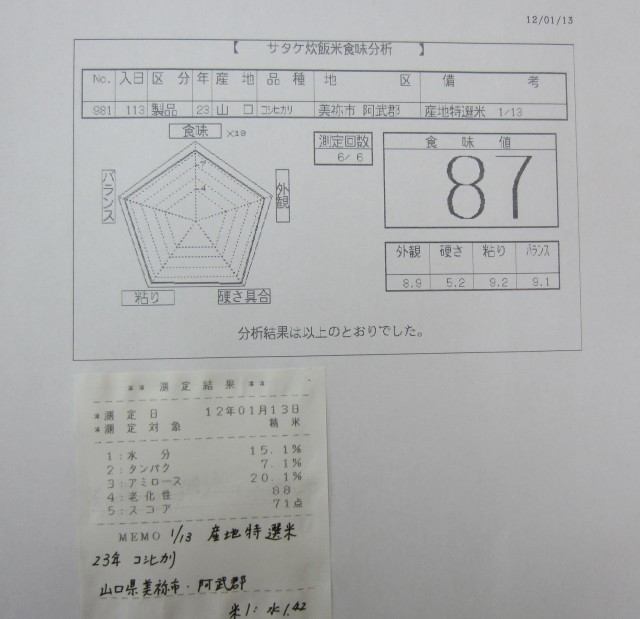 12/01/13
【 サタケ炊飯米食味分析 】
No. 入日 区分 年 産地 品種 地区 備考
981 113 製品 23 山口 コシヒカリ 美祢市 阿武郡 産地特選米 1/13
食味 ×10
バランス
外観
粘り
硬さ具合
測定回数
6/ 6
食味値
87
外観 硬さ 粘り バランス
8.9 5.2 9.2 9.1
分析結果は以上のとおりでした。
** 測定結果 **
*測定日 12年01月13日
*測定対象 精米
1:水分 15.1%
2:タンパク 7.1%
3:アミロース 20.1%
4:老化性 88
5:スコア 71点
MEMO 1/13 産地特選米
23年 コシヒカリ
山口県美祢市・阿武郡
米1:水1.42